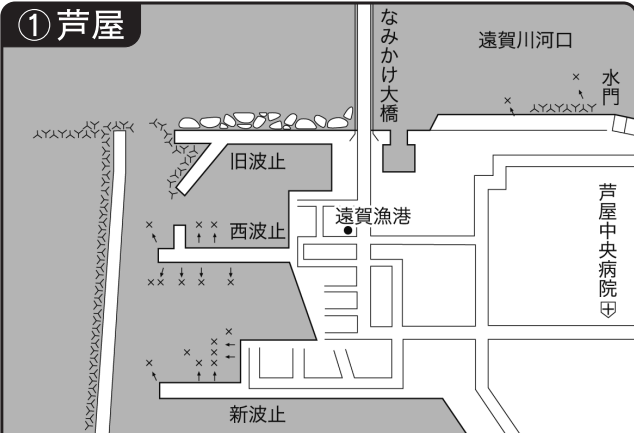 ①芦屋
なみかけ大橋
遠賀川河口
水門
旧波止
遠賀漁港
西波止
芦屋中央病院
新波止